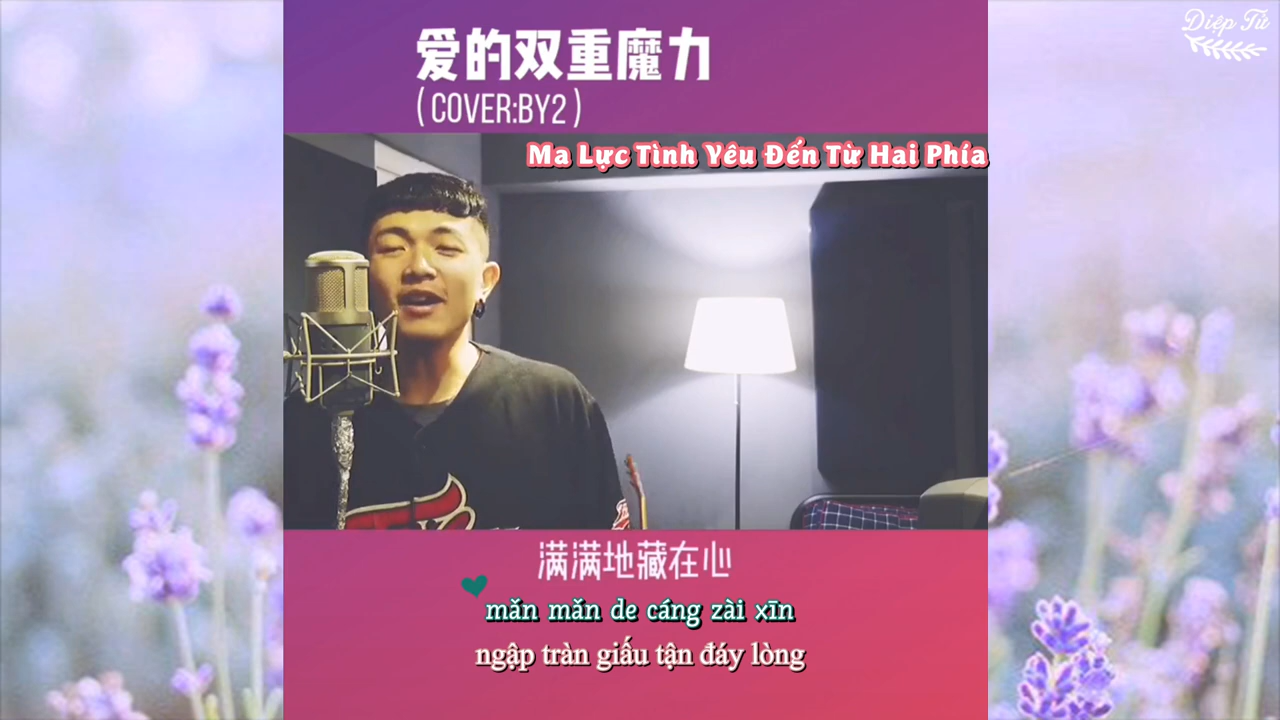 Diệp Tử
爱的双重魔力
(COVER:BY2)
Ma Lực Tình Yêu Đến Từ Hai Phía
满满地藏在心
mǎn mǎn de cáng zài xīn
ngập tràn giấu tận đáy lòng